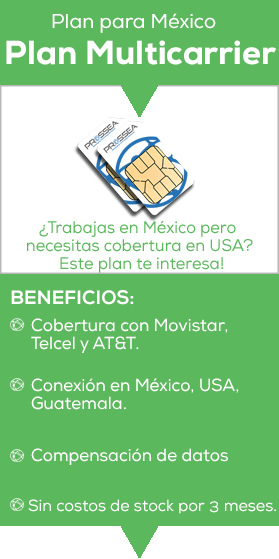 Plan para México
Plan Multicarrier
PROSSEA
PROSSEA
¿Trabajas en México pero
necesitas cobertura en USA?
Este plan te interesa!
BENEFICIOS:
Cobertura con Movistar,
Telcel y AT&T.
Conexión en México, USA,
Guatemala.
Compensación de datos
Sin costos de stock por 3 meses.